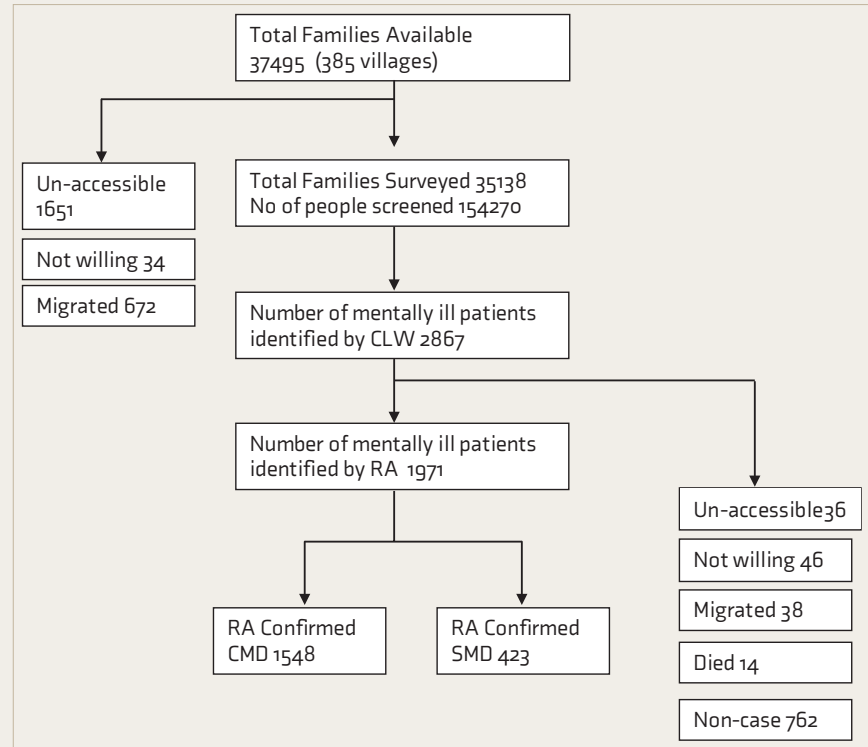 Total Families Available
37495 (385 villages)
Un-accessible
1651
Not willing 34
Migrated 672
Total Families Surveyed 35138
No of people screened 154270
Number of mentally ill patients
identified by CLW 2867
Number of mentally ill patients
identified by RA 1971
Un-accessible36
Not willing 46
Migrated 38
Died 14
Non-case 762
RA Confirmed
CMD 1548
RA Confirmed
SMD 423